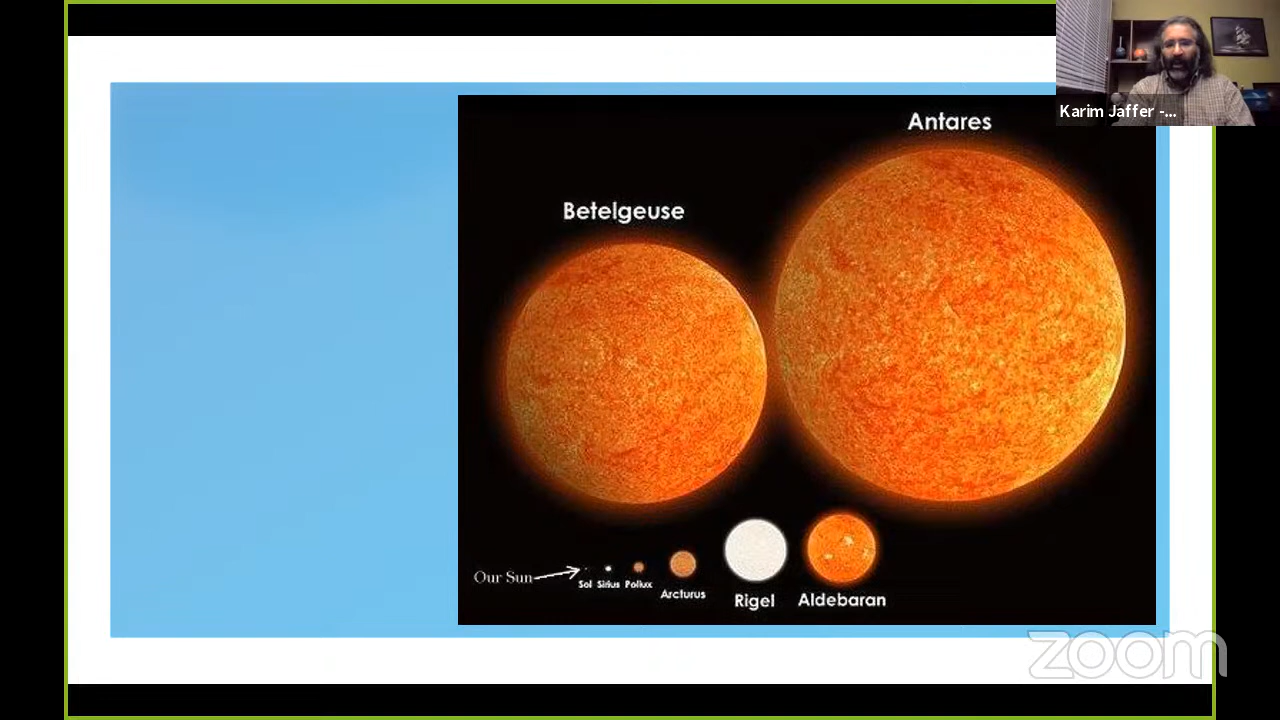 Karim Jaffer -...
Antares
Betelgeuse
Our Sun
Sol
Sirius
Pollux
Arcturus
Rigel
Aldebaran
zoom